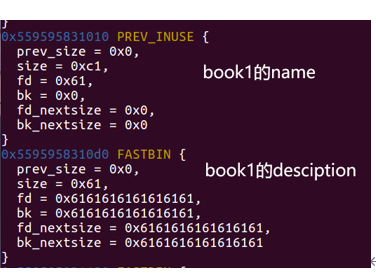 }
0x559595831010 PREV_INUSE {
prev_size = 0x0,
size = 0xc1,
fd = 0x61,
bk = 0x0,
fd_nextsize = 0x0,
bk_nextsize = 0x0
book1的name
}
0x5595958310d0 FASTBIN {
prev_size = 0x0,
size = 0x61,
fd = 0x6161616161616161,
bk = 0x6161616161616161,
fd_nextsize = 0x6161616161616161,
bk_nextsize = 0x6161616161616161
book1的desciption
}